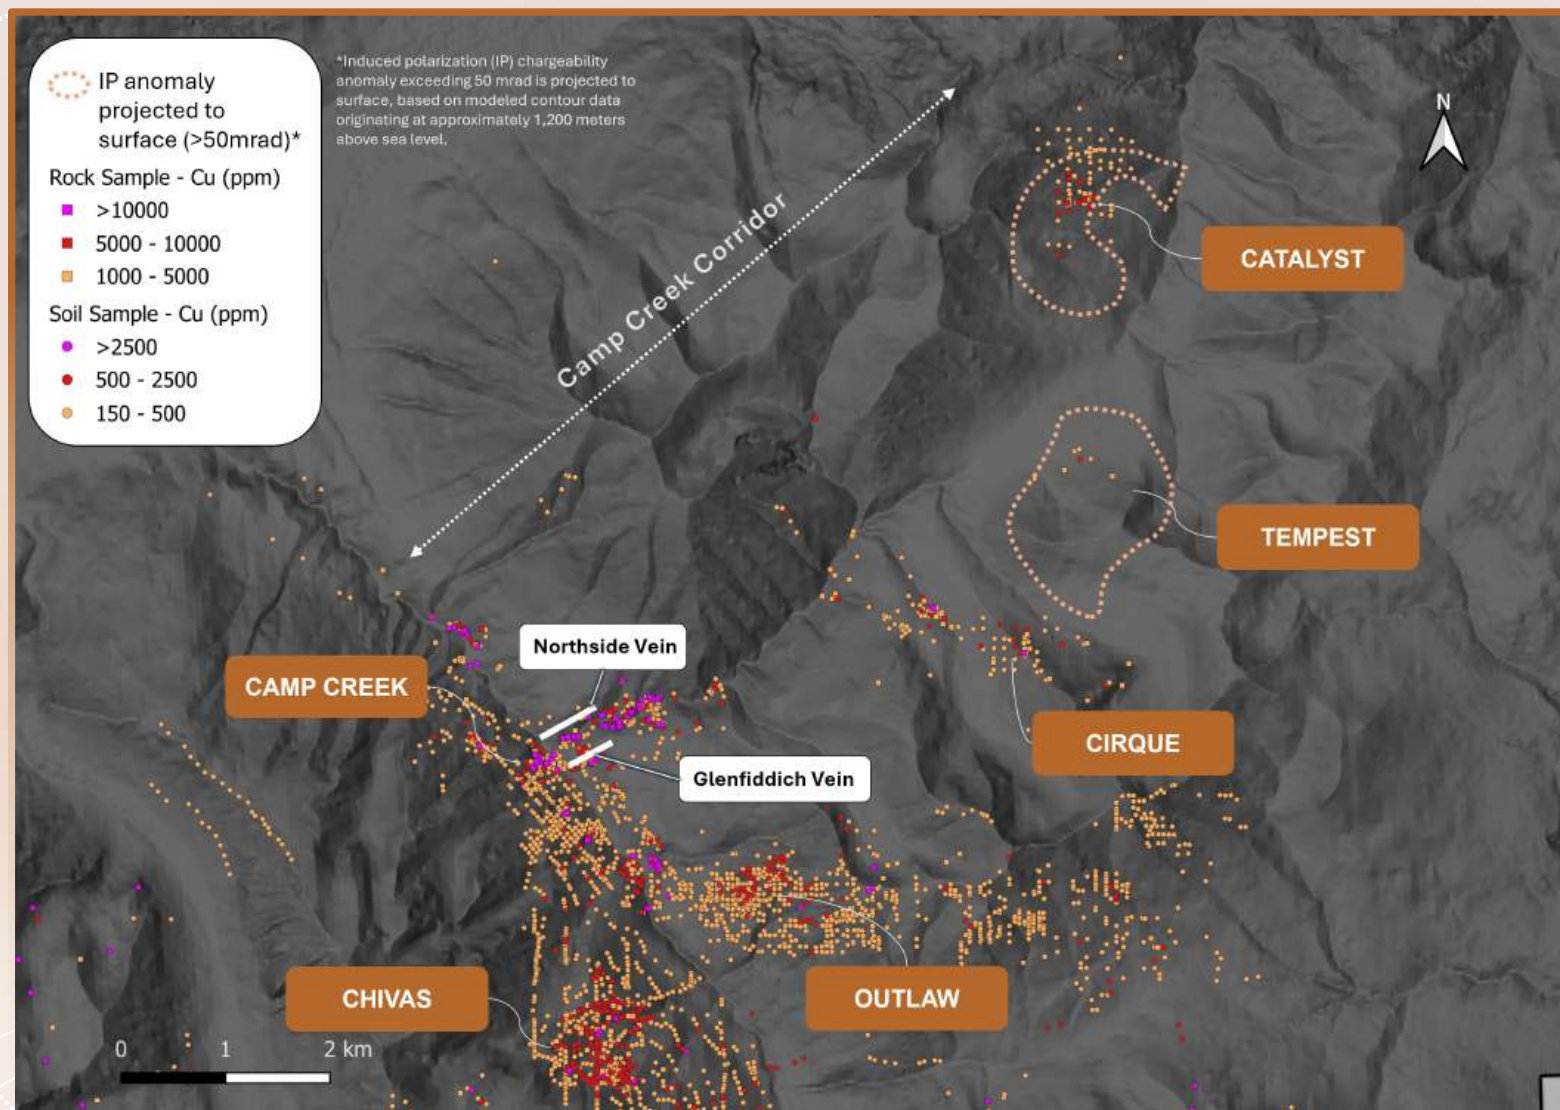 IP anomaly
projected to
surface (>50mrad)*
Rock Sample - Cu (ppm)
>10000
5000 - 10000
1000 - 5000
Soil Sample - Cu (ppm)
>2500
500 - 2500
150 - 500
*Induced polarization (IP) chargeability
anomaly exceeding 50 mrad is projected to
surface, based on modeled contour data
originating at approximately 1,200 meters
above sea level.
Camp Creek Corridor
N
CATALYST
TEMPEST
Northside Vein
CAMP CREEK
CIRQUE
Glenfiddich Vein
CHIVAS
OUTLAW
0 1 2 km